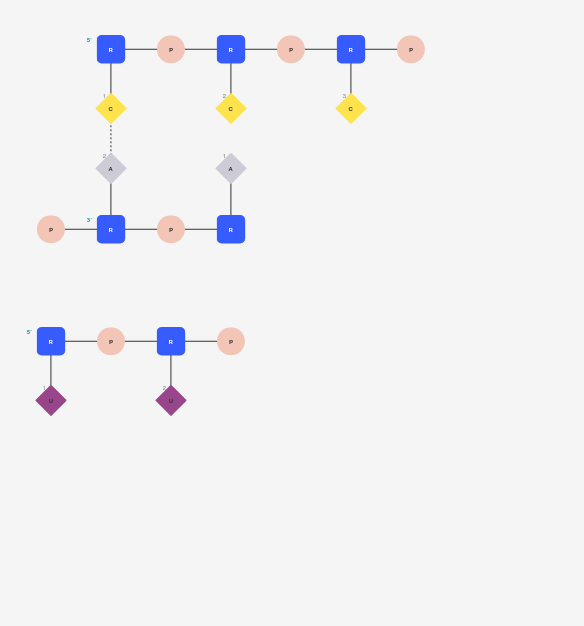 5' R P R P R P
1 2 3
C C C
2 1
A A
P 3' R P R
5' R P R P
1 2
U U